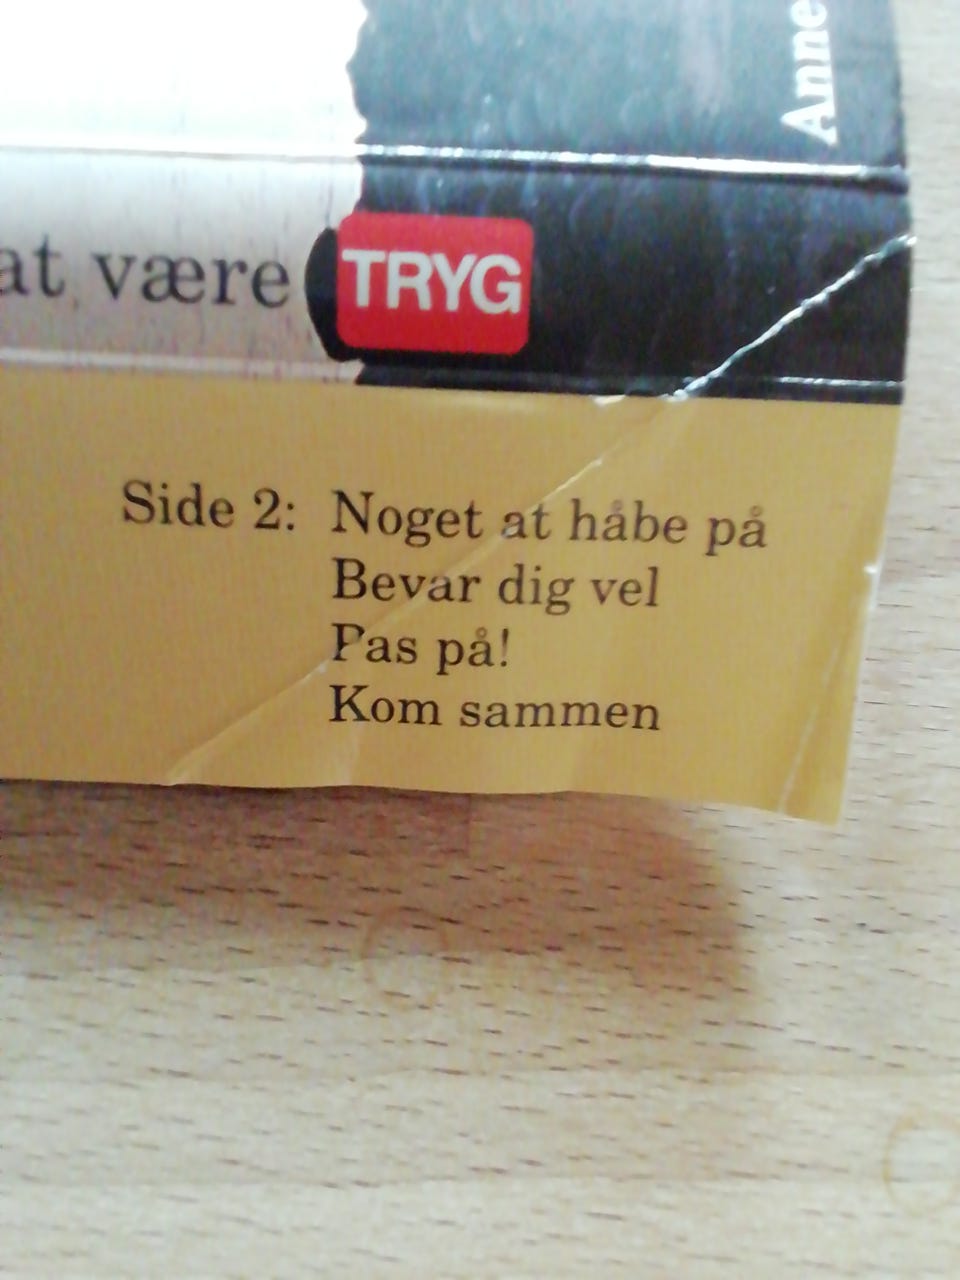 Anne
at være TRYG
Side 2: Noget at håbe på
Bevar dig vel
Pas på!
Kom sammen